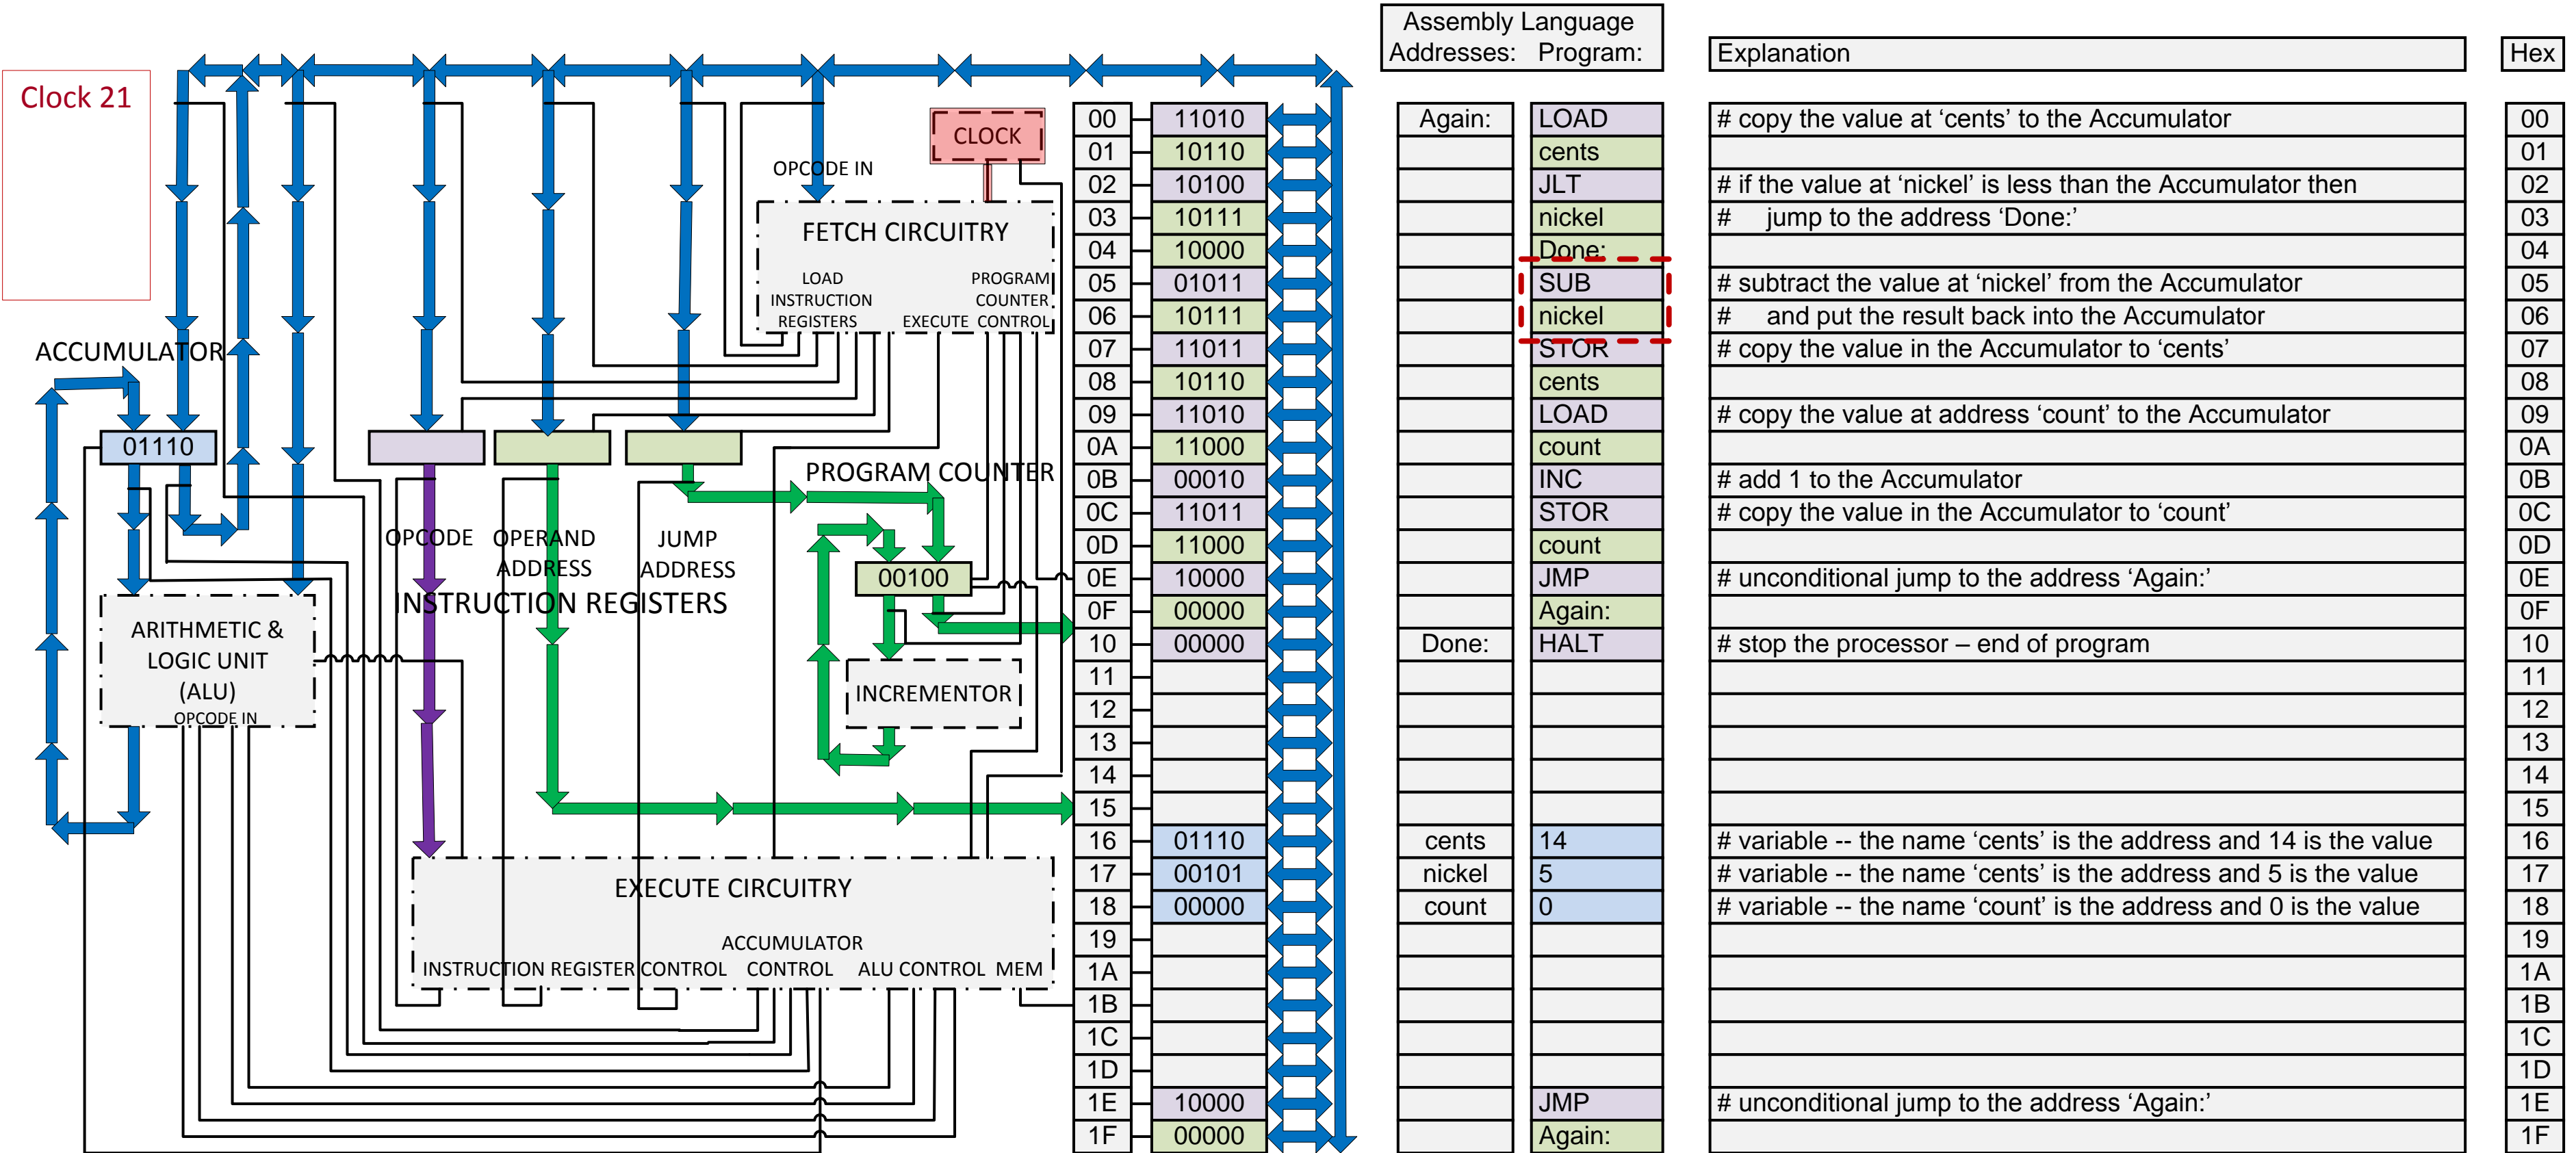 Assembly Language
Addresses: Program:
Explanation
Hex
Clock 21
CLOCK
OPCODE IN
FETCH CIRCUITRY
LOAD
INSTRUCTION
REGISTERS
EXECUTE
PROGRAM
COUNTER
CONTROL
ACCUMULATOR
01110
PROGRAM COUNTER
OPCODE
OPERAND
ADDRESS
JUMP
ADDRESS
INSTRUCTION REGISTERS
00100
INCREMENTOR
ARITHMETIC &
LOGIC UNIT
(ALU)
OPCODE IN
EXECUTE CIRCUITRY
INSTRUCTION REGISTER CONTROL
ACCUMULATOR
CONTROL
ALU CONTROL
MEM
00 11010 Again: LOAD # copy the value at ‘cents’ to the Accumulator 00
01 10110 cents 01
02 10100 JLT # if the value at ‘nickel’ is less than the Accumulator then 02
03 10111 nickel # jump to the address ‘Done:’ 03
04 10000 Done: 04
05 01011 SUB # subtract the value at ‘nickel’ from the Accumulator 05
06 10111 nickel # and put the result back into the Accumulator 06
07 11011 STOR # copy the value in the Accumulator to ‘cents’ 07
08 10110 cents 08
09 11010 LOAD # copy the value at address ‘count’ to the Accumulator 09
0A 11000 count 0A
0B 00010 INC # add 1 to the Accumulator 0B
0C 11011 STOR # copy the value in the Accumulator to ‘count’ 0C
0D 11000 count 0D
0E 10000 JMP # unconditional jump to the address ‘Again:’ 0E
0F 00000 Again: 0F
10 00000 Done: HALT # stop the processor – end of program 10
11 11
12 12
13 13
14 14
15 15
16 01110 cents 14 # variable -- the name ‘cents’ is the address and 14 is the value 16
17 00101 nickel 5 # variable -- the name ‘cents’ is the address and 5 is the value 17
18 00000 count 0 # variable -- the name ‘count’ is the address and 0 is the value 18
19 19
1A 1A
1B 1B
1C 1C
1D 1D
1E 10000 JMP # unconditional jump to the address ‘Again:’ 1E
1F 00000 Again: 1F